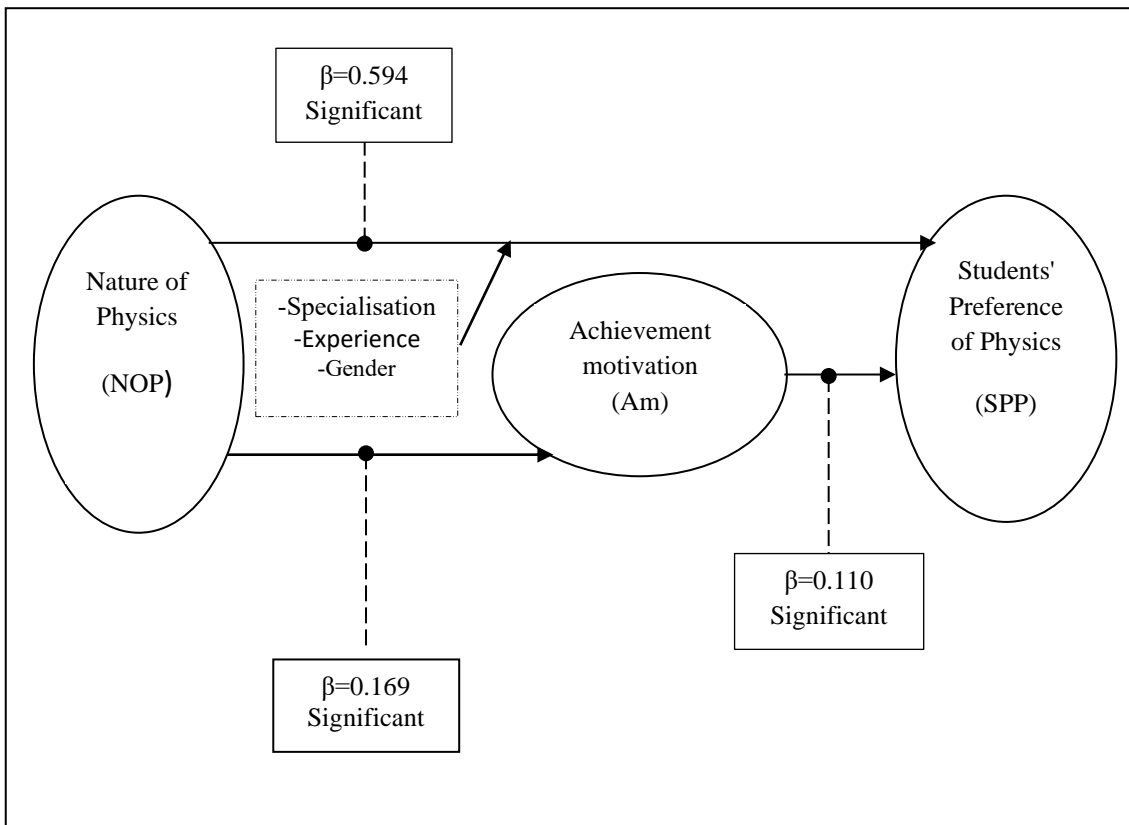 β=0.594
Significant
Nature of
Physics
(NOP)
-Specialisation
-Experience
-Gender
Achievement
motivation
(Am)
Students'
Preference
of Physics
(SPP)
β=0.169
Significant
β=0.110
Significant